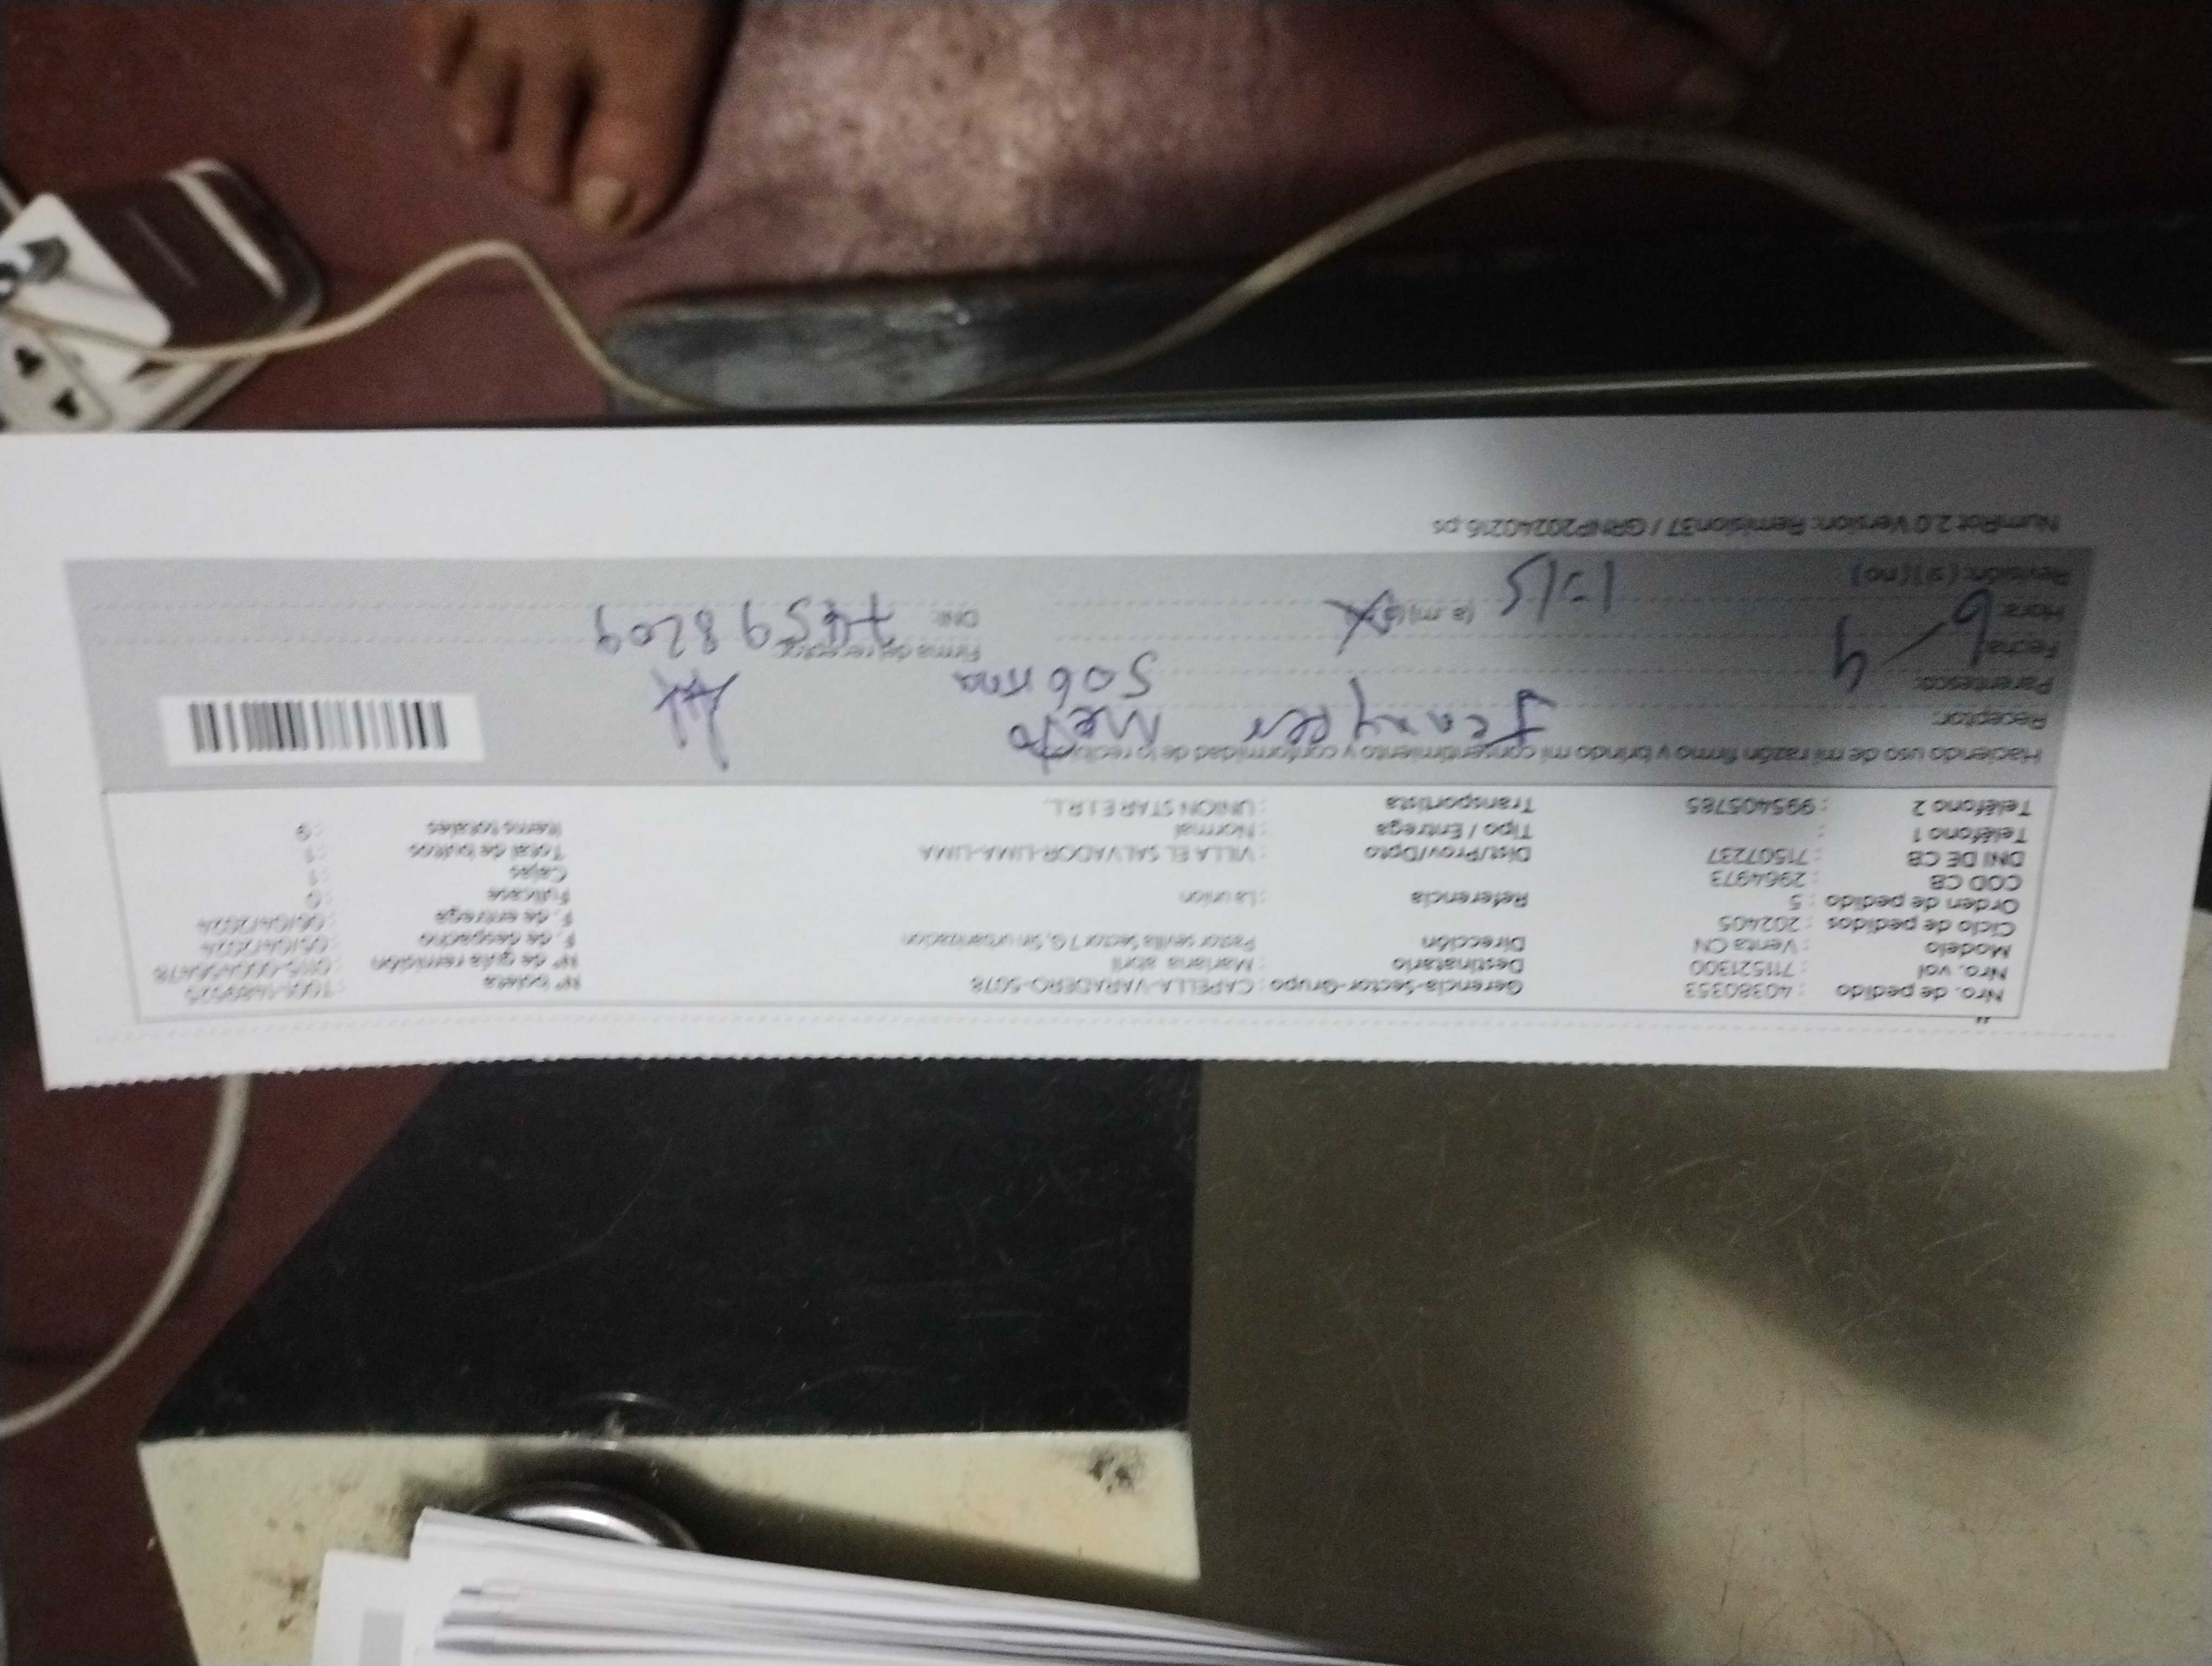 Nro. de pedido : 40380353 Gerencia-Sector-Grupo : CAPELLA-VARADERO-5078 Nº boleta
Nro. vol : 711521300 Destinatario : Mariana abril Nº de guía remisión
Modelo : Venta CN Dirección Pastor sevilla Sector 7 G, Sn urbanizacion F. de despacho : 05/04/2024
Ciclo de pedidos : 202405 F. de entrega : 06/04/2024
Orden de pedido : 5 Referencia : La union Fullcase : 0
COD CB : 2964973 Cajas : 1
DNI DE CB : 71507237 Dist/Prov/Dpto : VILLA EL SALVADOR-LIMA-LIMA Total de bultos : 1
Teléfono 1 : Tipo / Entrega : Normal Items totales : 9
Teléfono 2 : 995405785 Transportista : UNION STAR E.I.R.L.
Haciendo uso de mi razón firmo y brindo mi consentimiento y conformidad de lo recibido
Receptor:
Parentesco: Sobrina
Fecha: 6/4 Firma del receptor:
Hora: 1:15 (a.m) DNI:
Revisión: (si) (no)
NumRot 2.0 Version: Remision37 / GRNP20240216.ps